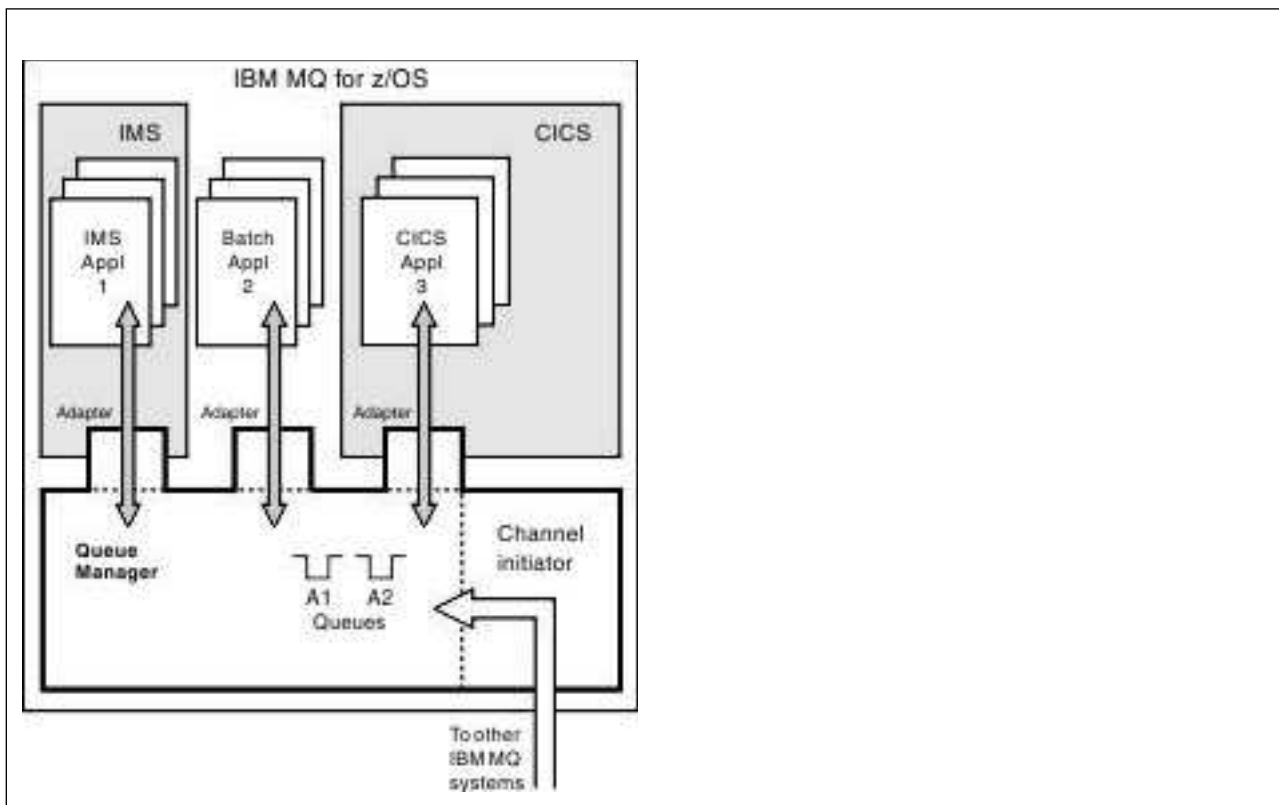 IBM MQ for z/OS
IMS
CICS
IMS
Appl
1
Batch
Appl
2
CICS
Appl
3
Adapter
Adapter
Adapter
Queue
Manager
A1 A2
Queues
Channel
initiator
To other
IBM MQ
systems